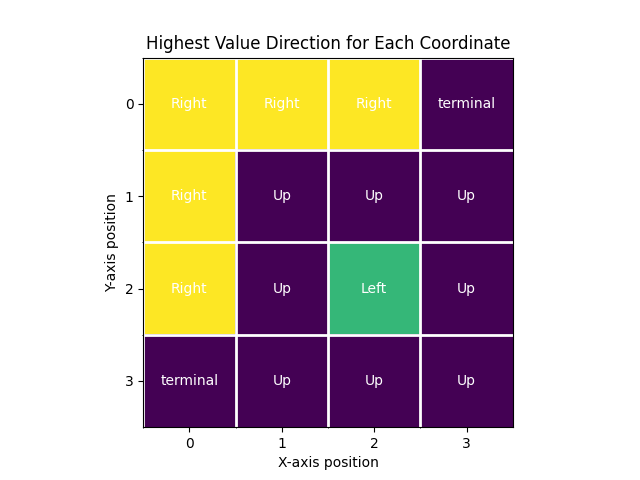 Highest Value Direction for Each Coordinate
0 Right Right Right terminal
1 Right Up Up Up
Y-axis position
2 Right Up Left Up
3 terminal Up Up Up
0 1 2 3
X-axis position